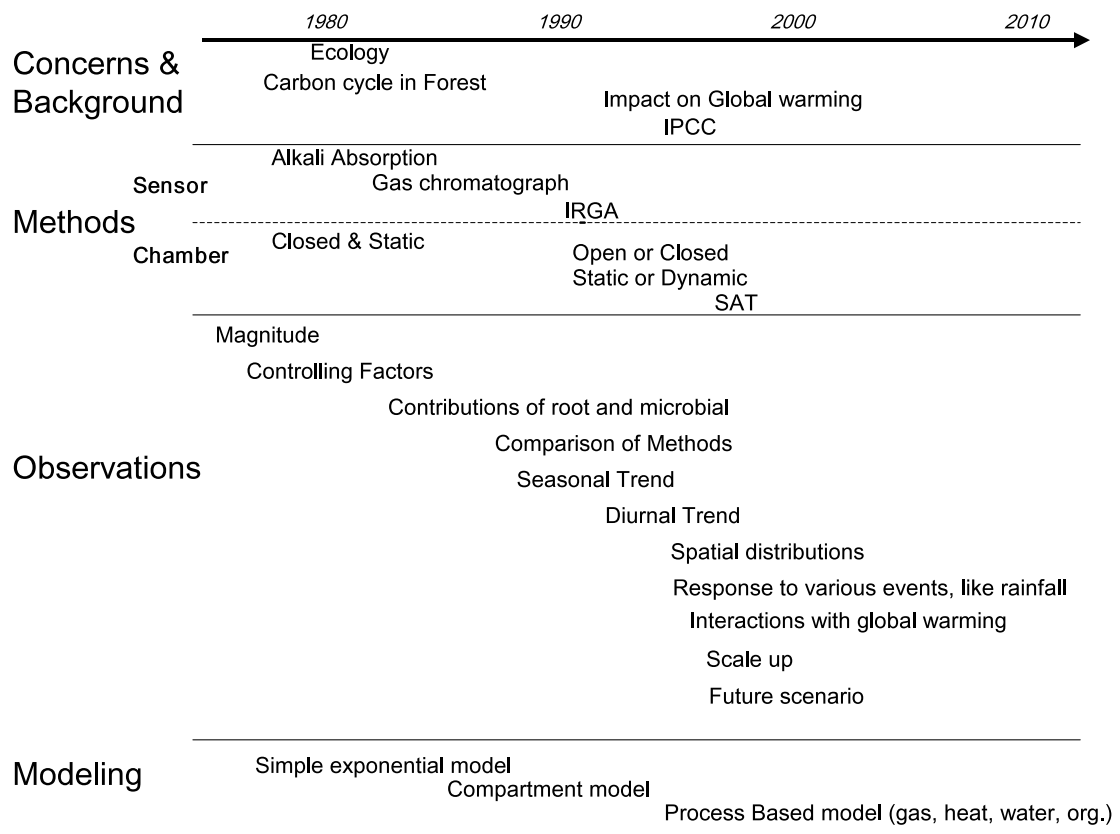 1980 1990 2000 2010
Concerns &
Background
Ecology
Carbon cycle in Forest
Impact on Global warming
IPCC
Methods
Sensor
Alkali Absorption
Gas chromatograph
IRGA
Chamber
Closed & Static
Open or Closed
Static or Dynamic
SAT
Observations
Magnitude
Controlling Factors
Contributions of root and microbial
Comparison of Methods
Seasonal Trend
Diurnal Trend
Spatial distributions
Response to various events, like rainfall
Interactions with global warming
Scale up
Future scenario
Modeling
Simple exponential model
Compartment model
Process Based model (gas, heat, water, org.)